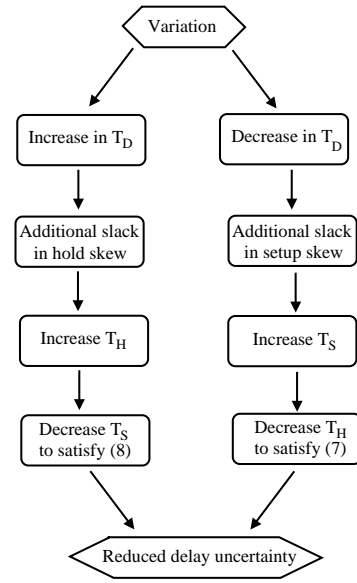 Variation
Increase in T_D
Decrease in T_D
Additional slack
in hold skew
Additional slack
in setup skew
Increase T_H
Increase T_S
Decrease T_S
to satisfy (8)
Decrease T_H
to satisfy (7)
Reduced delay uncertainty